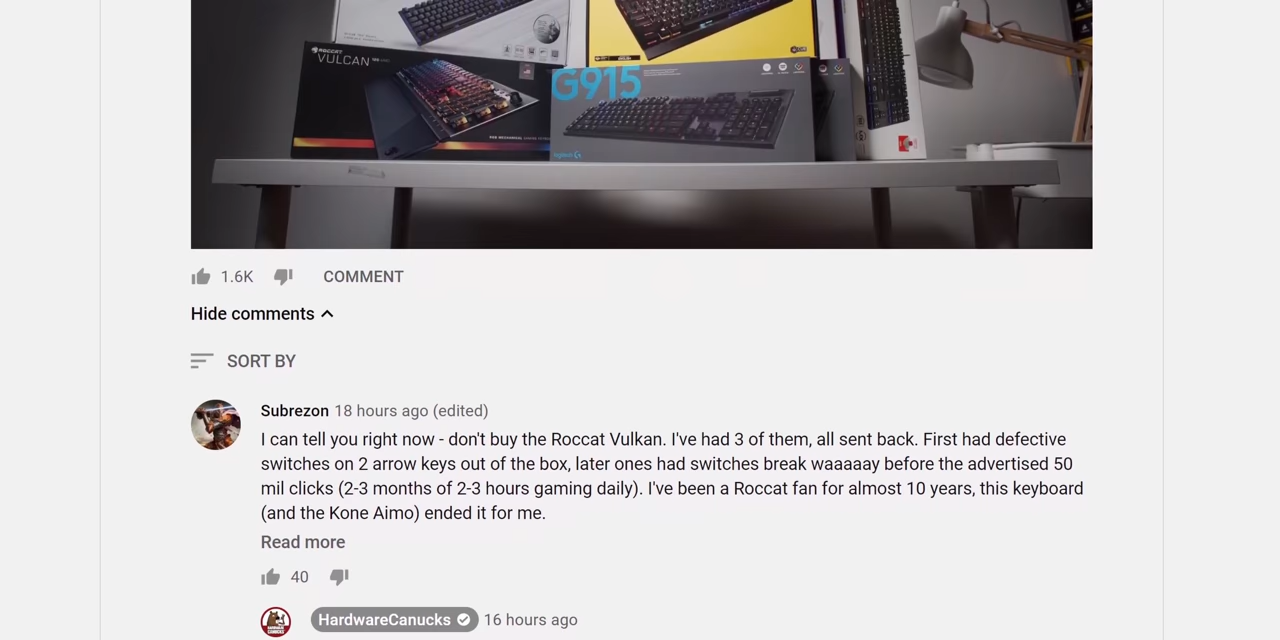 ROCCAT
VULCAN
G915
logitech G
1.6K
COMMENT
Hide comments
SORT BY
Subrezon 18 hours ago (edited)
I can tell you right now - don't buy the Roccat Vulkan. I've had 3 of them, all sent back. First had defective
switches on 2 arrow keys out of the box, later ones had switches break waaaaay before the advertised 50
mil clicks (2-3 months of 2-3 hours gaming daily). I've been a Roccat fan for almost 10 years, this keyboard
(and the Kone Aimo) ended it for me.
Read more
40
HardwareCanucks 16 hours ago